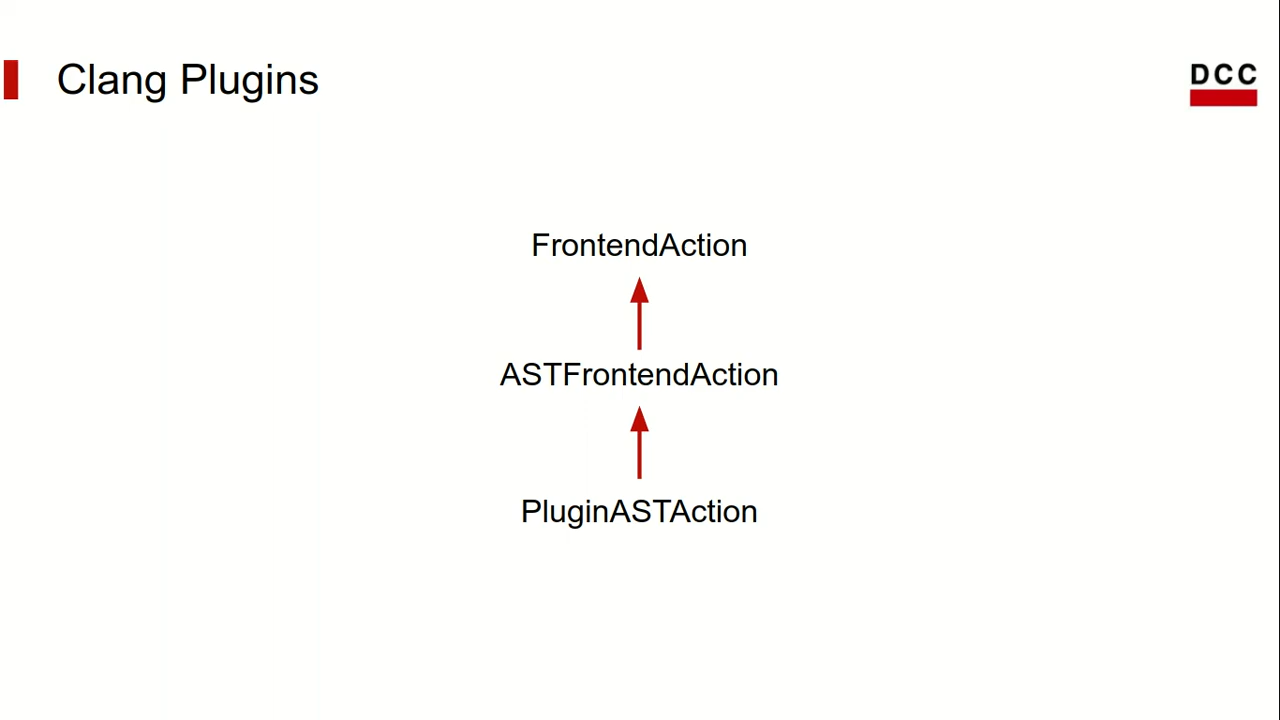 Clang Plugins
DCC
FrontendAction
ASTFrontendAction
PluginASTAction